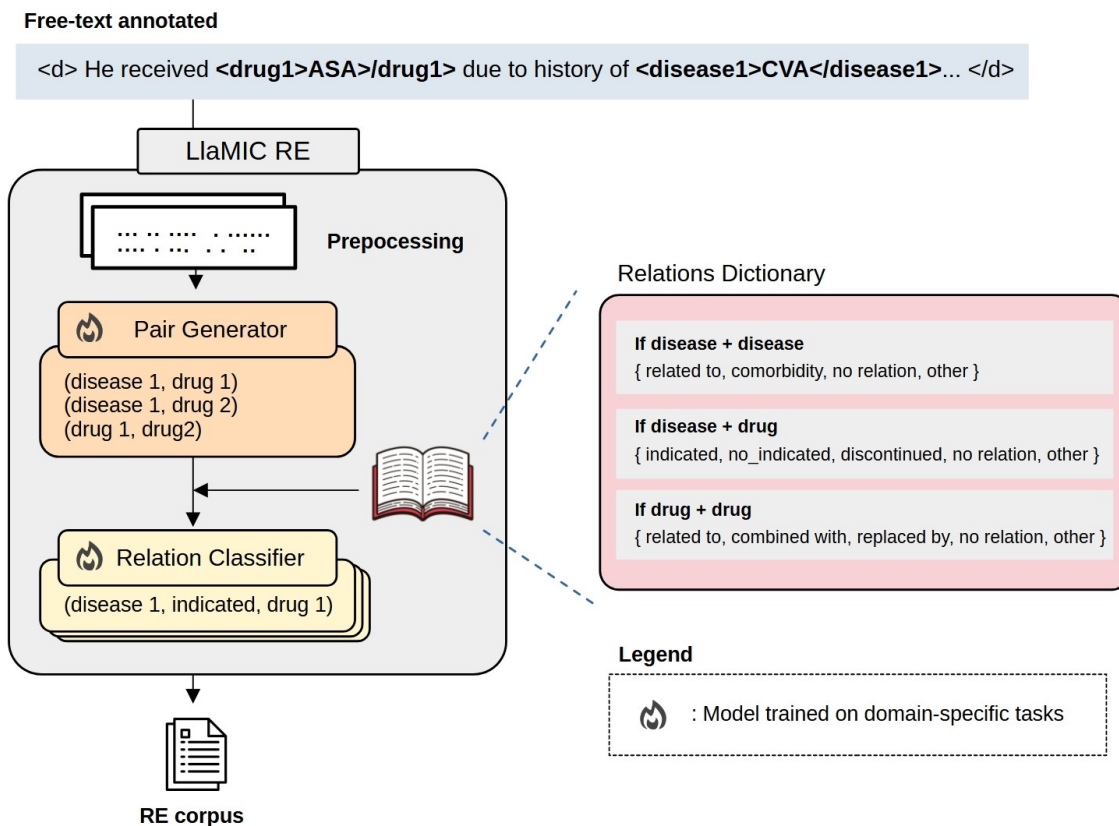 Free-text annotated
<d> He received <drug1>ASA>/drug1> due to history of <disease1>CVA</disease1>... </d>
LlaMIC RE
Prepocessing
Pair Generator
(disease 1, drug 1)
(disease 1, drug 2)
(drug 1, drug2)
Relation Classifier
(disease 1, indicated, drug 1)
RE corpus
Relations Dictionary
If disease + disease
{ related to, comorbidity, no relation, other }
If disease + drug
{ indicated, no_indicated, discontinued, no relation, other }
If drug + drug
{ related to, combined with, replaced by, no relation, other }
Legend
: Model trained on domain-specific tasks